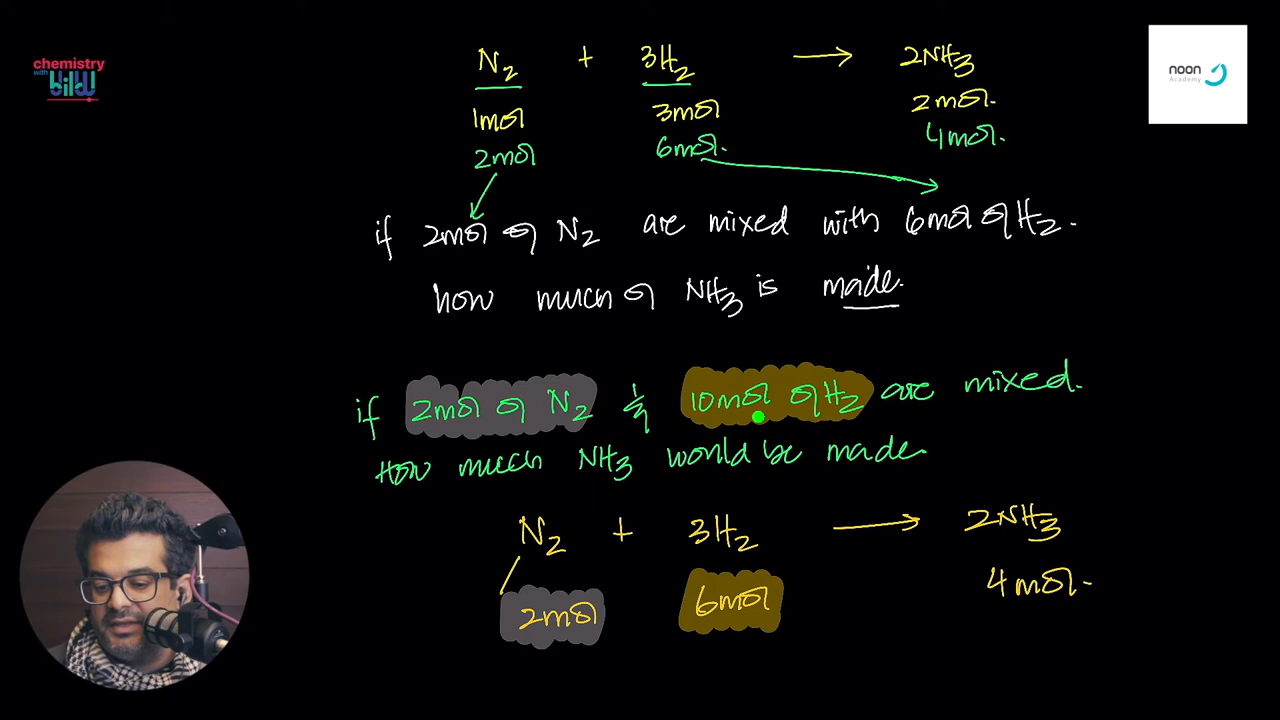 chemistry
with
bilal
noon
Academy
N₂ + 3H₂ → 2NH₃
1mol 3mol 2mol.
2mol 6mol. 4mol.
if 2mol of N₂ are mixed with 6mol of H₂.
how much of NH₃ is made.
if 2mol of N₂ & 10mol of H₂ are mixed.
How much NH₃ would be made.
N₂ + 3H₂ → 2NH₃
2mol 6mol 4mol.